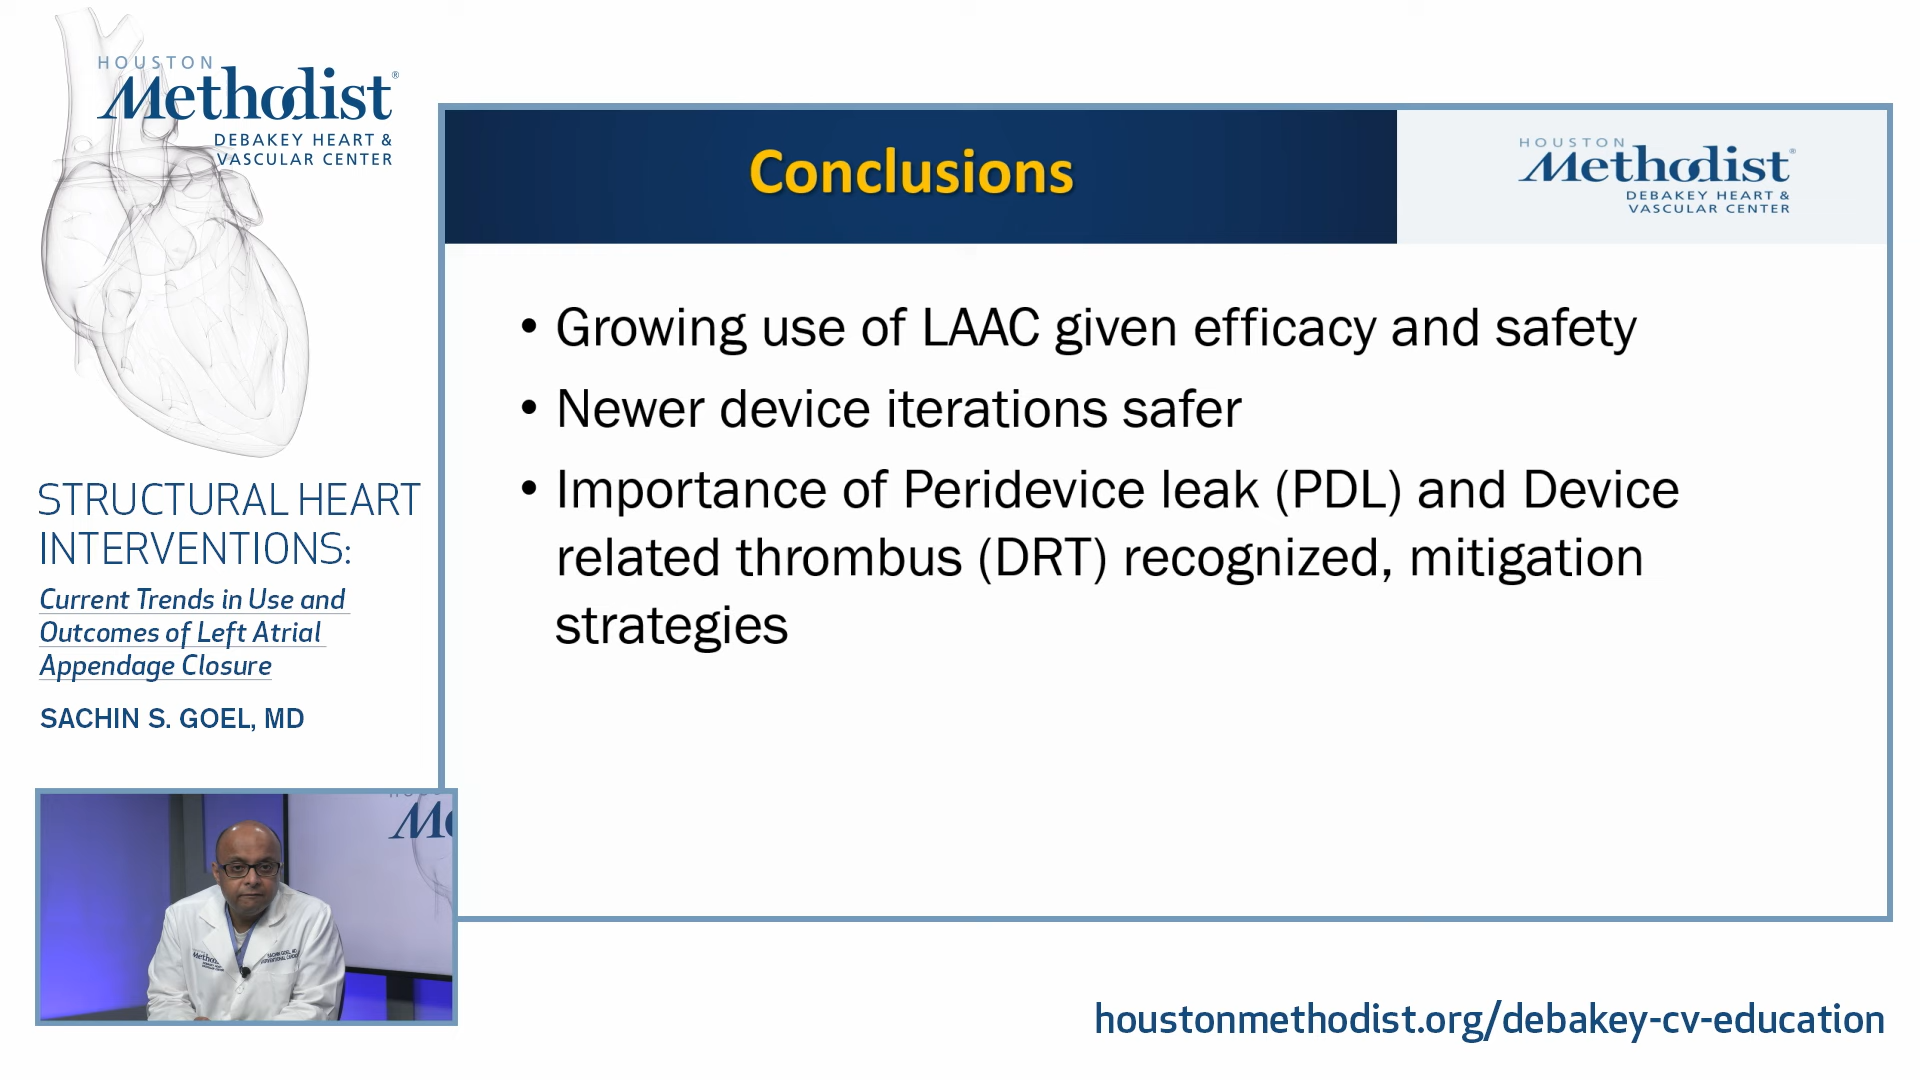 HOUSTON
Methodist®
DEBAKEY HEART &
VASCULAR CENTER
STRUCTURAL HEART
INTERVENTIONS:
Current Trends in Use and
Outcomes of Left Atrial
Appendage Closure
SACHIN S. GOEL, MD
Conclusions
HOUSTON
Methodist®
DEBAKEY HEART &
VASCULAR CENTER
• Growing use of LAAC given efficacy and safety
• Newer device iterations safer
• Importance of Peridevice leak (PDL) and Device
related thrombus (DRT) recognized, mitigation
strategies
SACHIN GOEL, MD
houstonmethodist.org/debakey-cv-education